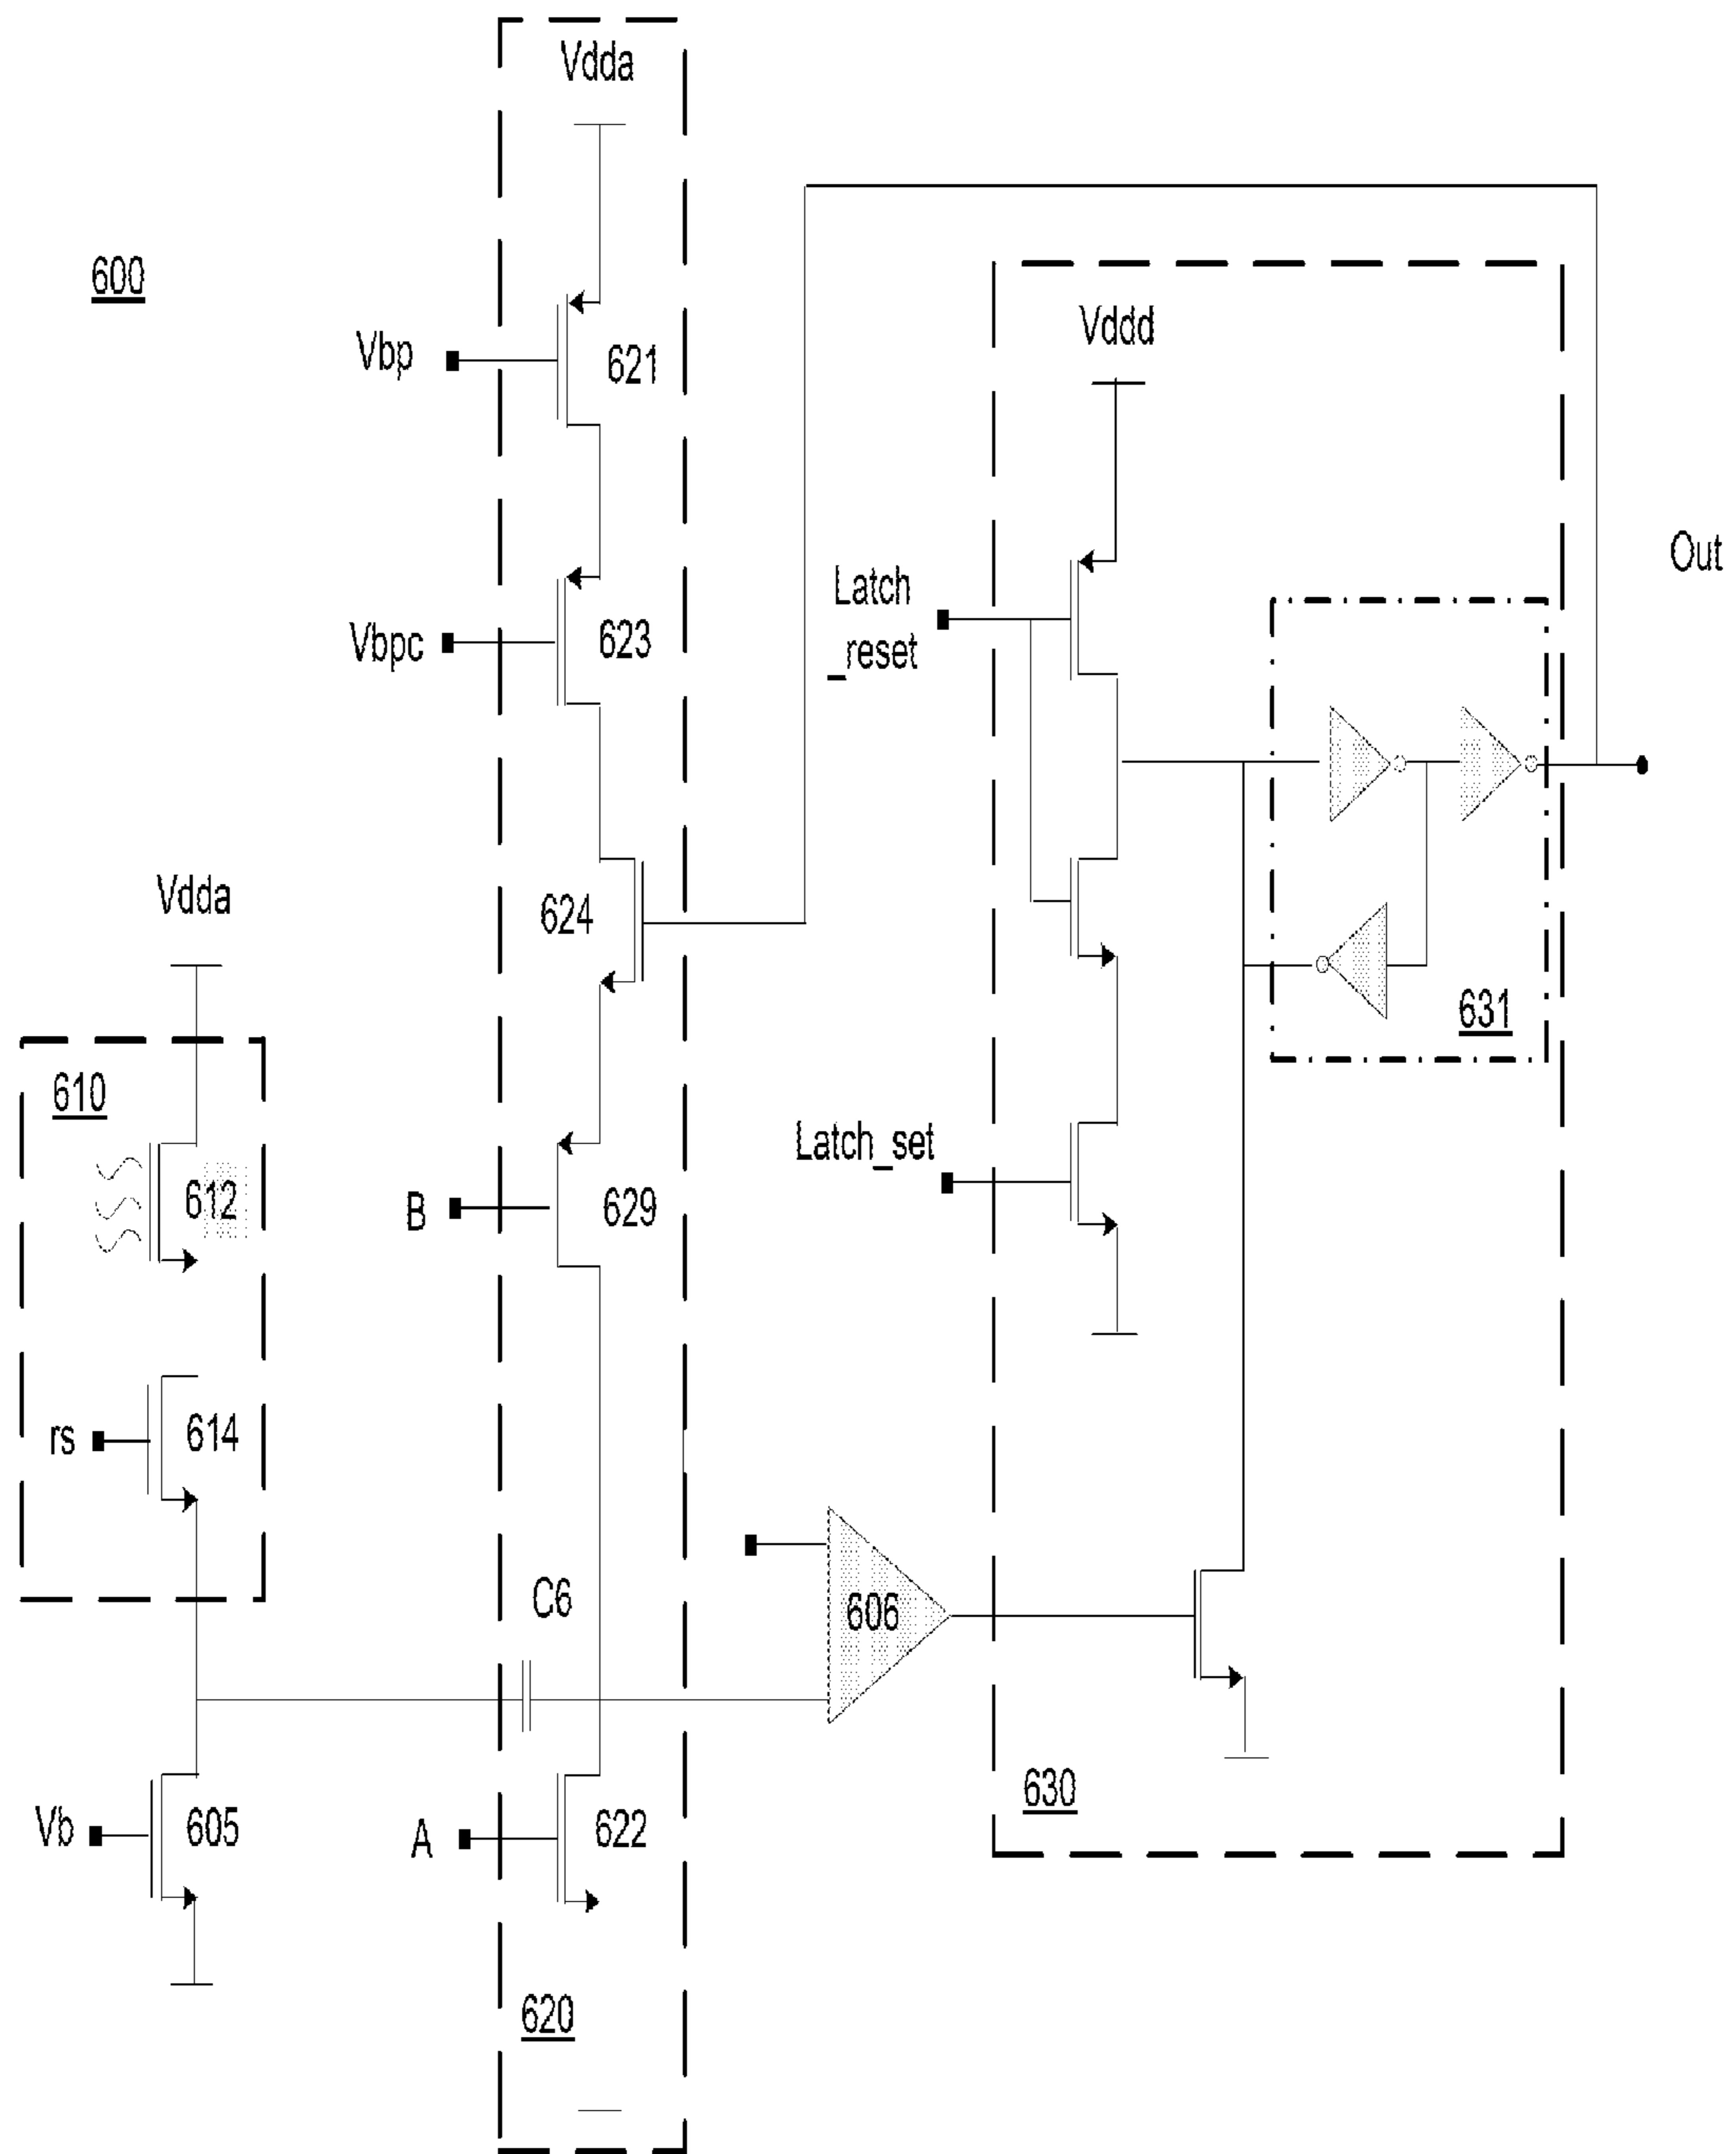 Vdda
600
Vbp
621
Vddd
Out
Latch
_reset
Vbpc
623
Vdda
624
631
610
Latch_set
612
B
629
rs
614
C6
606
630
Vb
605
A
622
620